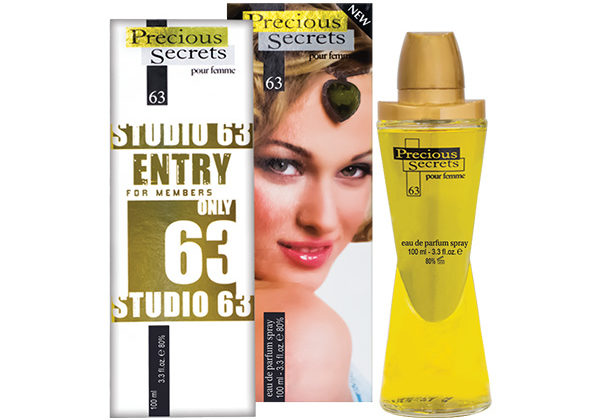 Precious
Secrets
pour femme
63
STUDIO 63
ENTRY
FOR MEMBERS
ONLY
63
STUDIO 63
100 ml 3.3 fl.oz. e 80%
NEW
Precious
Secrets
pour femme
63
eau de parfum spray
100 ml - 3.3 fl.oz. e 80%
Precious
Secrets
pour femme
63
eau de parfum spray
100 ml - 3.3 fl.oz. e
80%